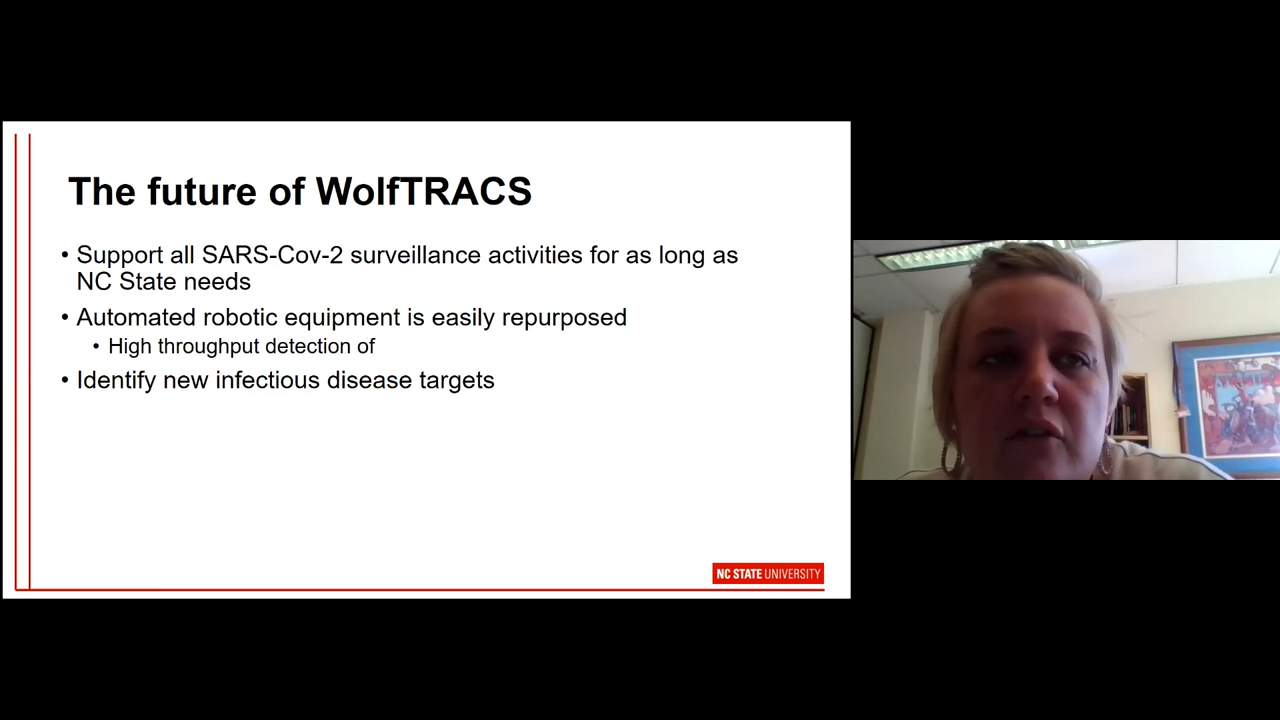 The future of WolfTRACS
• Support all SARS-Cov-2 surveillance activities for as long as
NC State needs
• Automated robotic equipment is easily repurposed
• High throughput detection of
• Identify new infectious disease targets
NC STATE UNIVERSITY